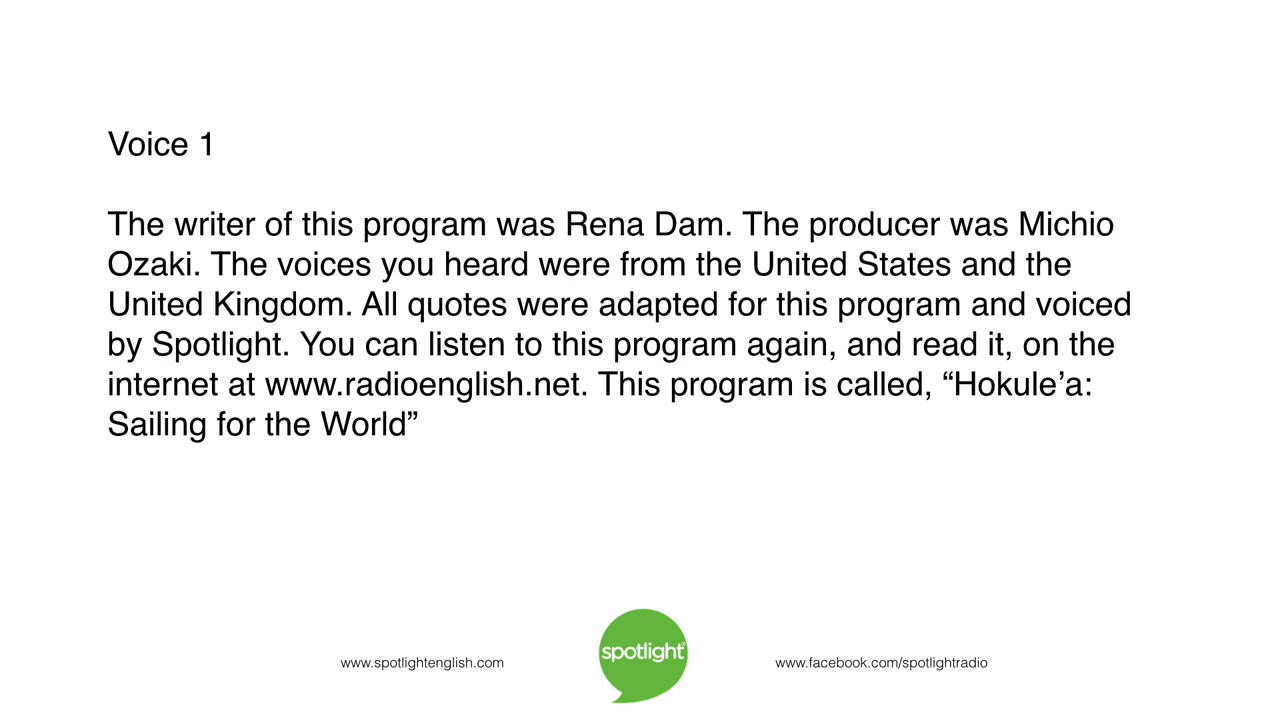 Voice 1
The writer of this program was Rena Dam. The producer was Michio
Ozaki. The voices you heard were from the United States and the
United Kingdom. All quotes were adapted for this program and voiced
by Spotlight. You can listen to this program again, and read it, on the
internet at www.radioenglish.net. This program is called, “Hokule’a:
Sailing for the World”
www.spotlightenglish.com
spotlight®
www.facebook.com/spotlightradio